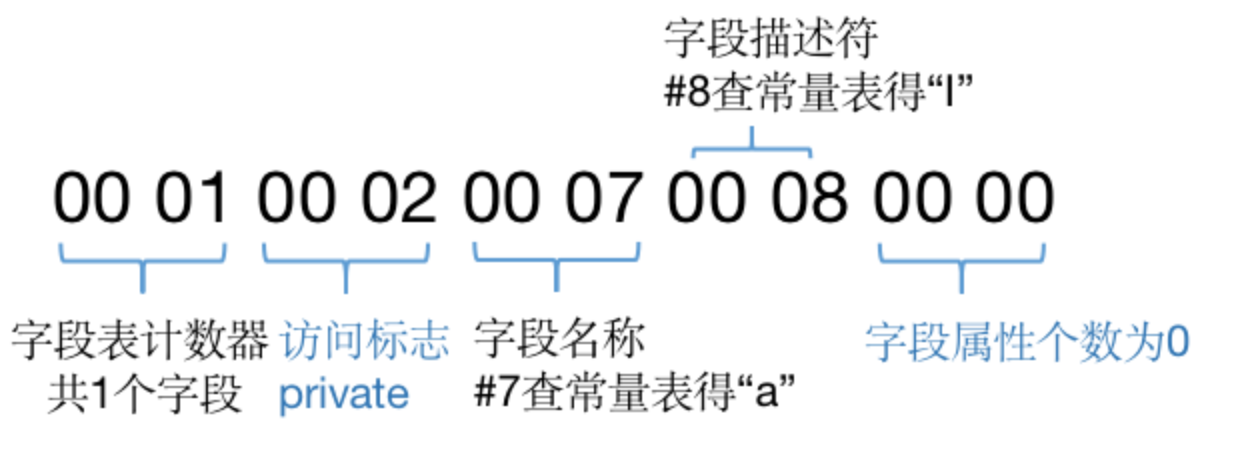 字段描述符
#8查常量表得“I”
00 01 00 02 00 07 00 08 00 00
字段表计数器
共1个字段
访问标志
private
字段名称
#7查常量表得“a”
字段属性个数为0